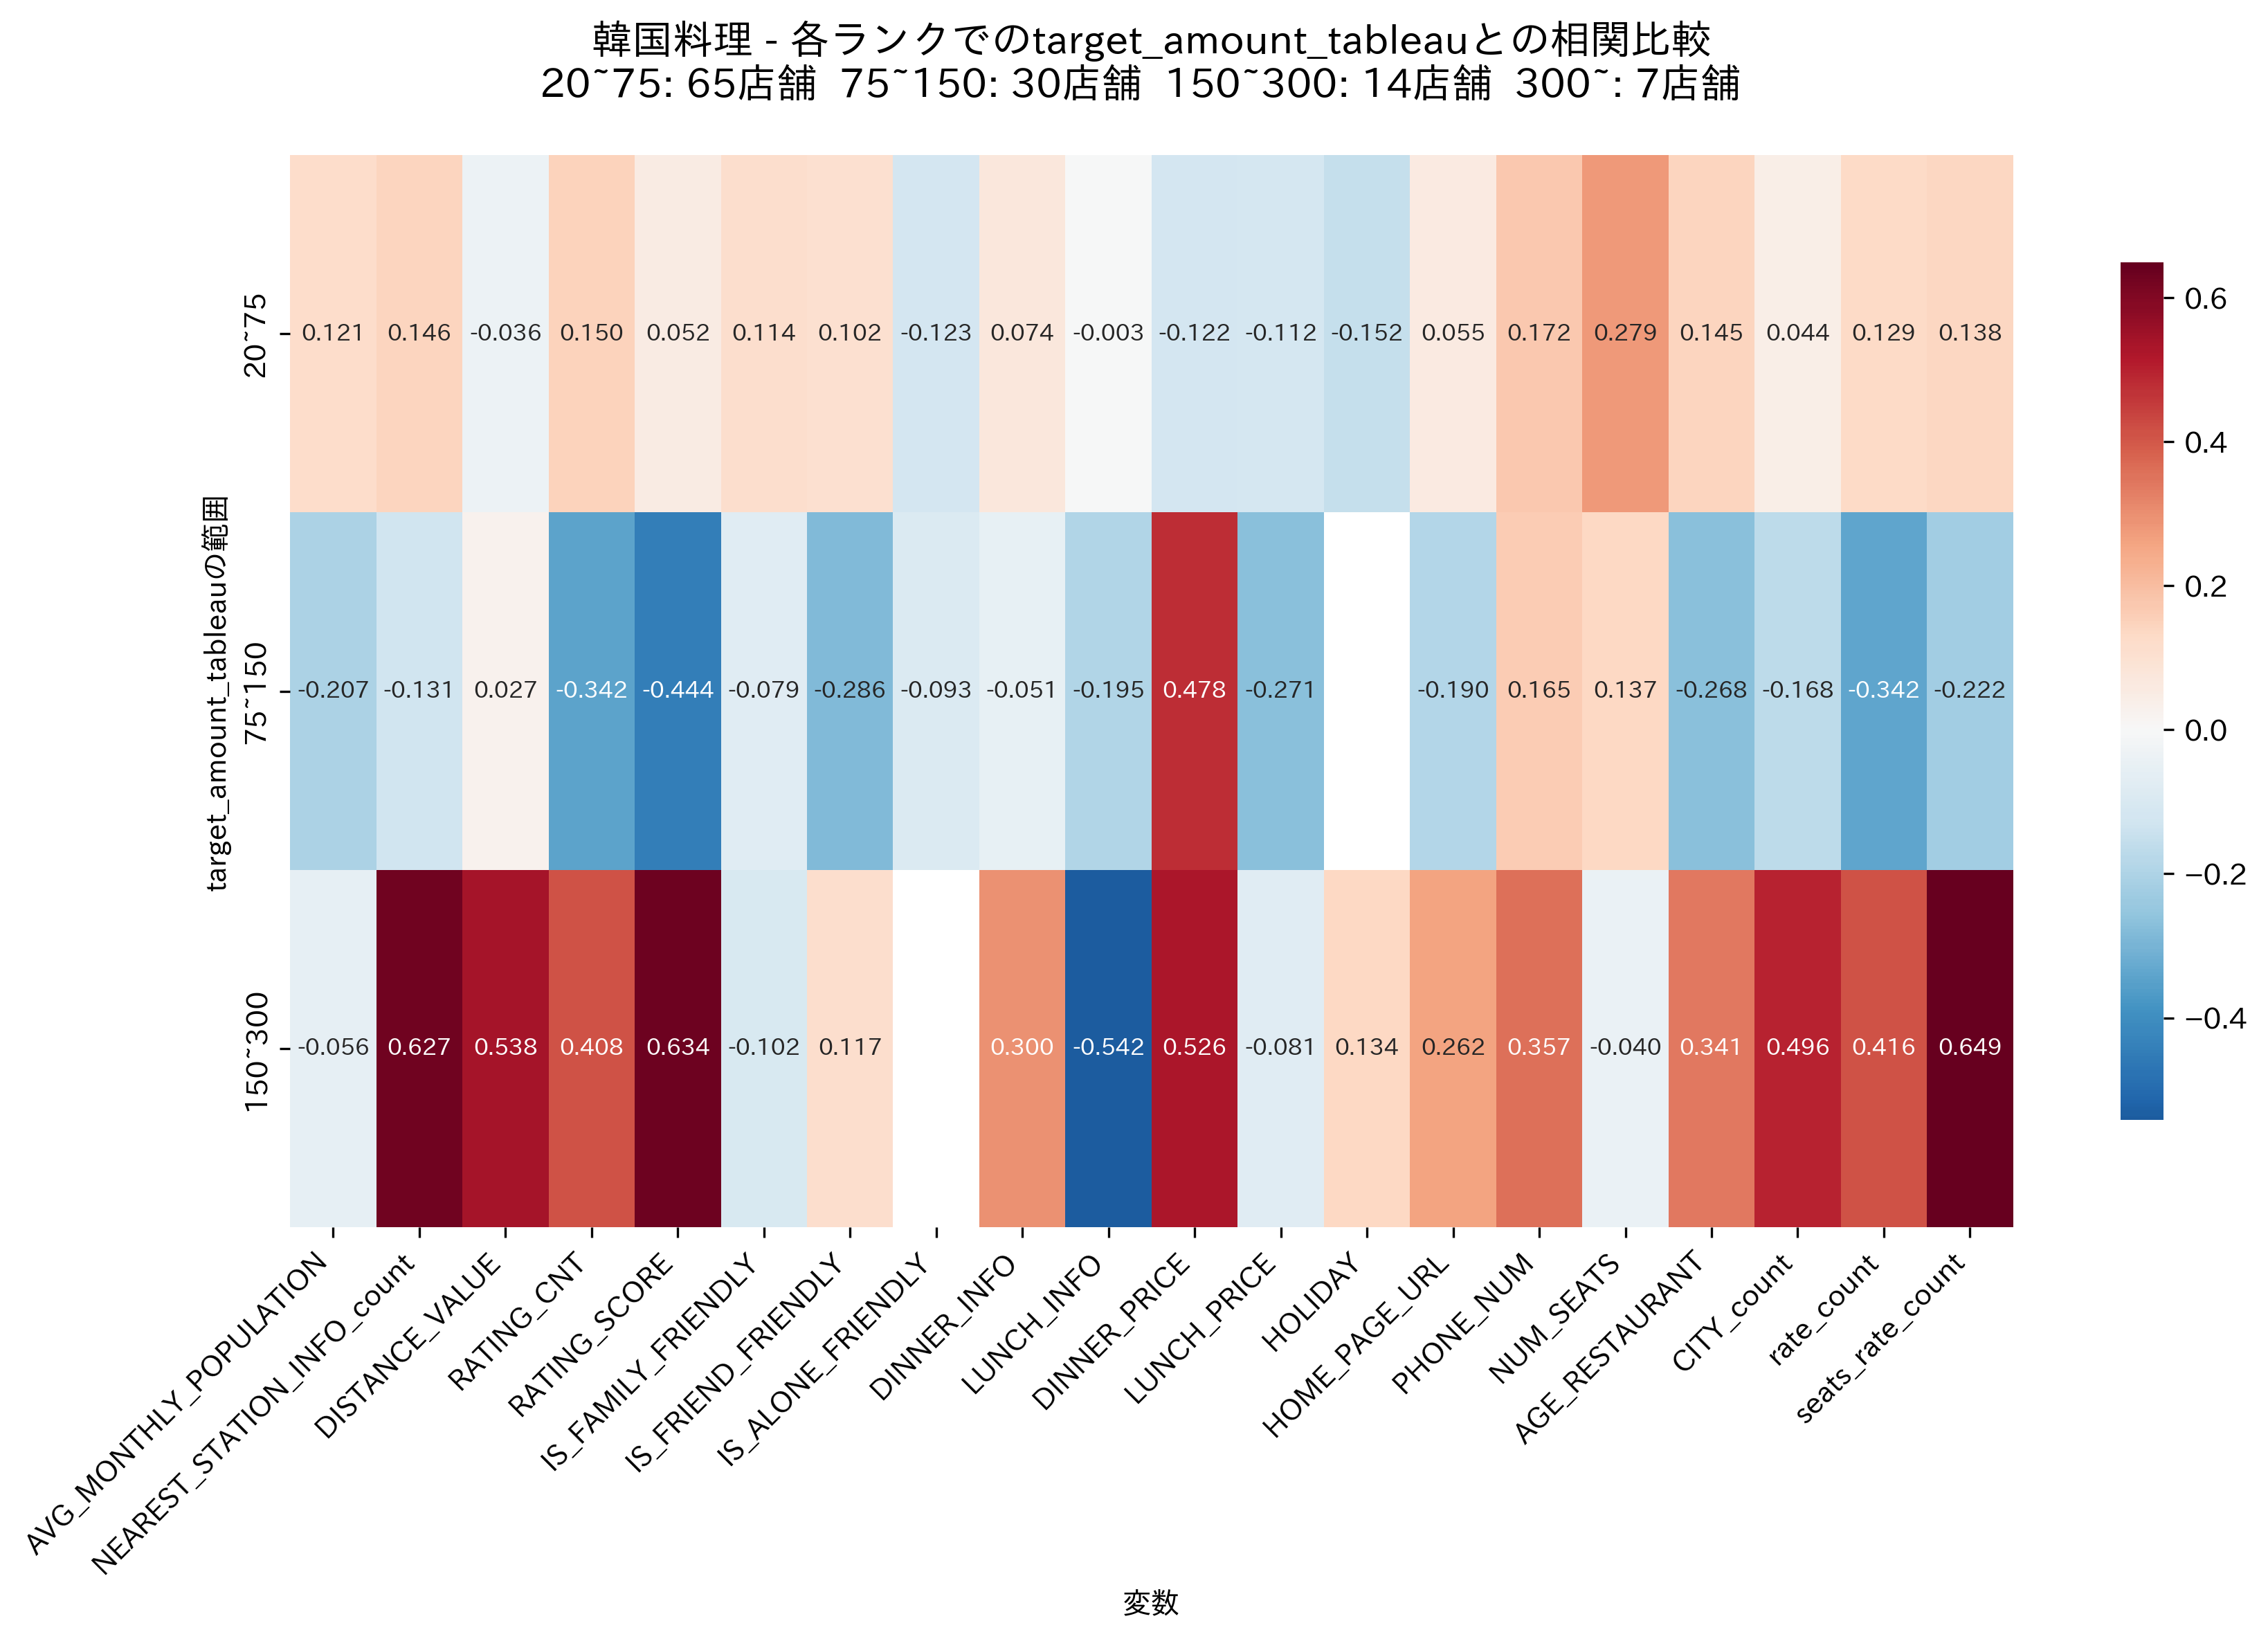 韓国料理 - 各ランクでのtarget_amount_tableauとの相関比較
20~75: 65店舗  75~150: 30店舗  150~300: 14店舗  300~: 7店舗
target_amount_tableauの範囲
20~75
0.121 0.146 -0.036 0.150 0.052 0.114 0.102 -0.123 0.074 -0.003 -0.122 -0.112 -0.152 0.055 0.172 0.279 0.145 0.044 0.129 0.138
75~150
-0.207 -0.131 0.027 -0.342 -0.444 -0.079 -0.286 -0.093 -0.051 -0.195 0.478 -0.271 -0.190 0.165 0.137 -0.268 -0.168 -0.342 -0.222
150~300
-0.056 0.627 0.538 0.408 0.634 -0.102 0.117 0.300 -0.542 0.526 -0.081 0.134 0.262 0.357 -0.040 0.341 0.496 0.416 0.649
AVG_MONTHLY_POPULATION
NEAREST_STATION_INFO_count
DISTANCE_VALUE
RATING_CNT
RATING_SCORE
IS_FAMILY_FRIENDLY
IS_FRIEND_FRIENDLY
IS_ALONE_FRIENDLY
DINNER_INFO
LUNCH_INFO
DINNER_PRICE
LUNCH_PRICE
HOLIDAY
HOME_PAGE_URL
PHONE_NUM
NUM_SEATS
AGE_RESTAURANT
CITY_count
rate_count
seats_rate_count
変数
0.6
0.4
0.2
0.0
−0.2
−0.4